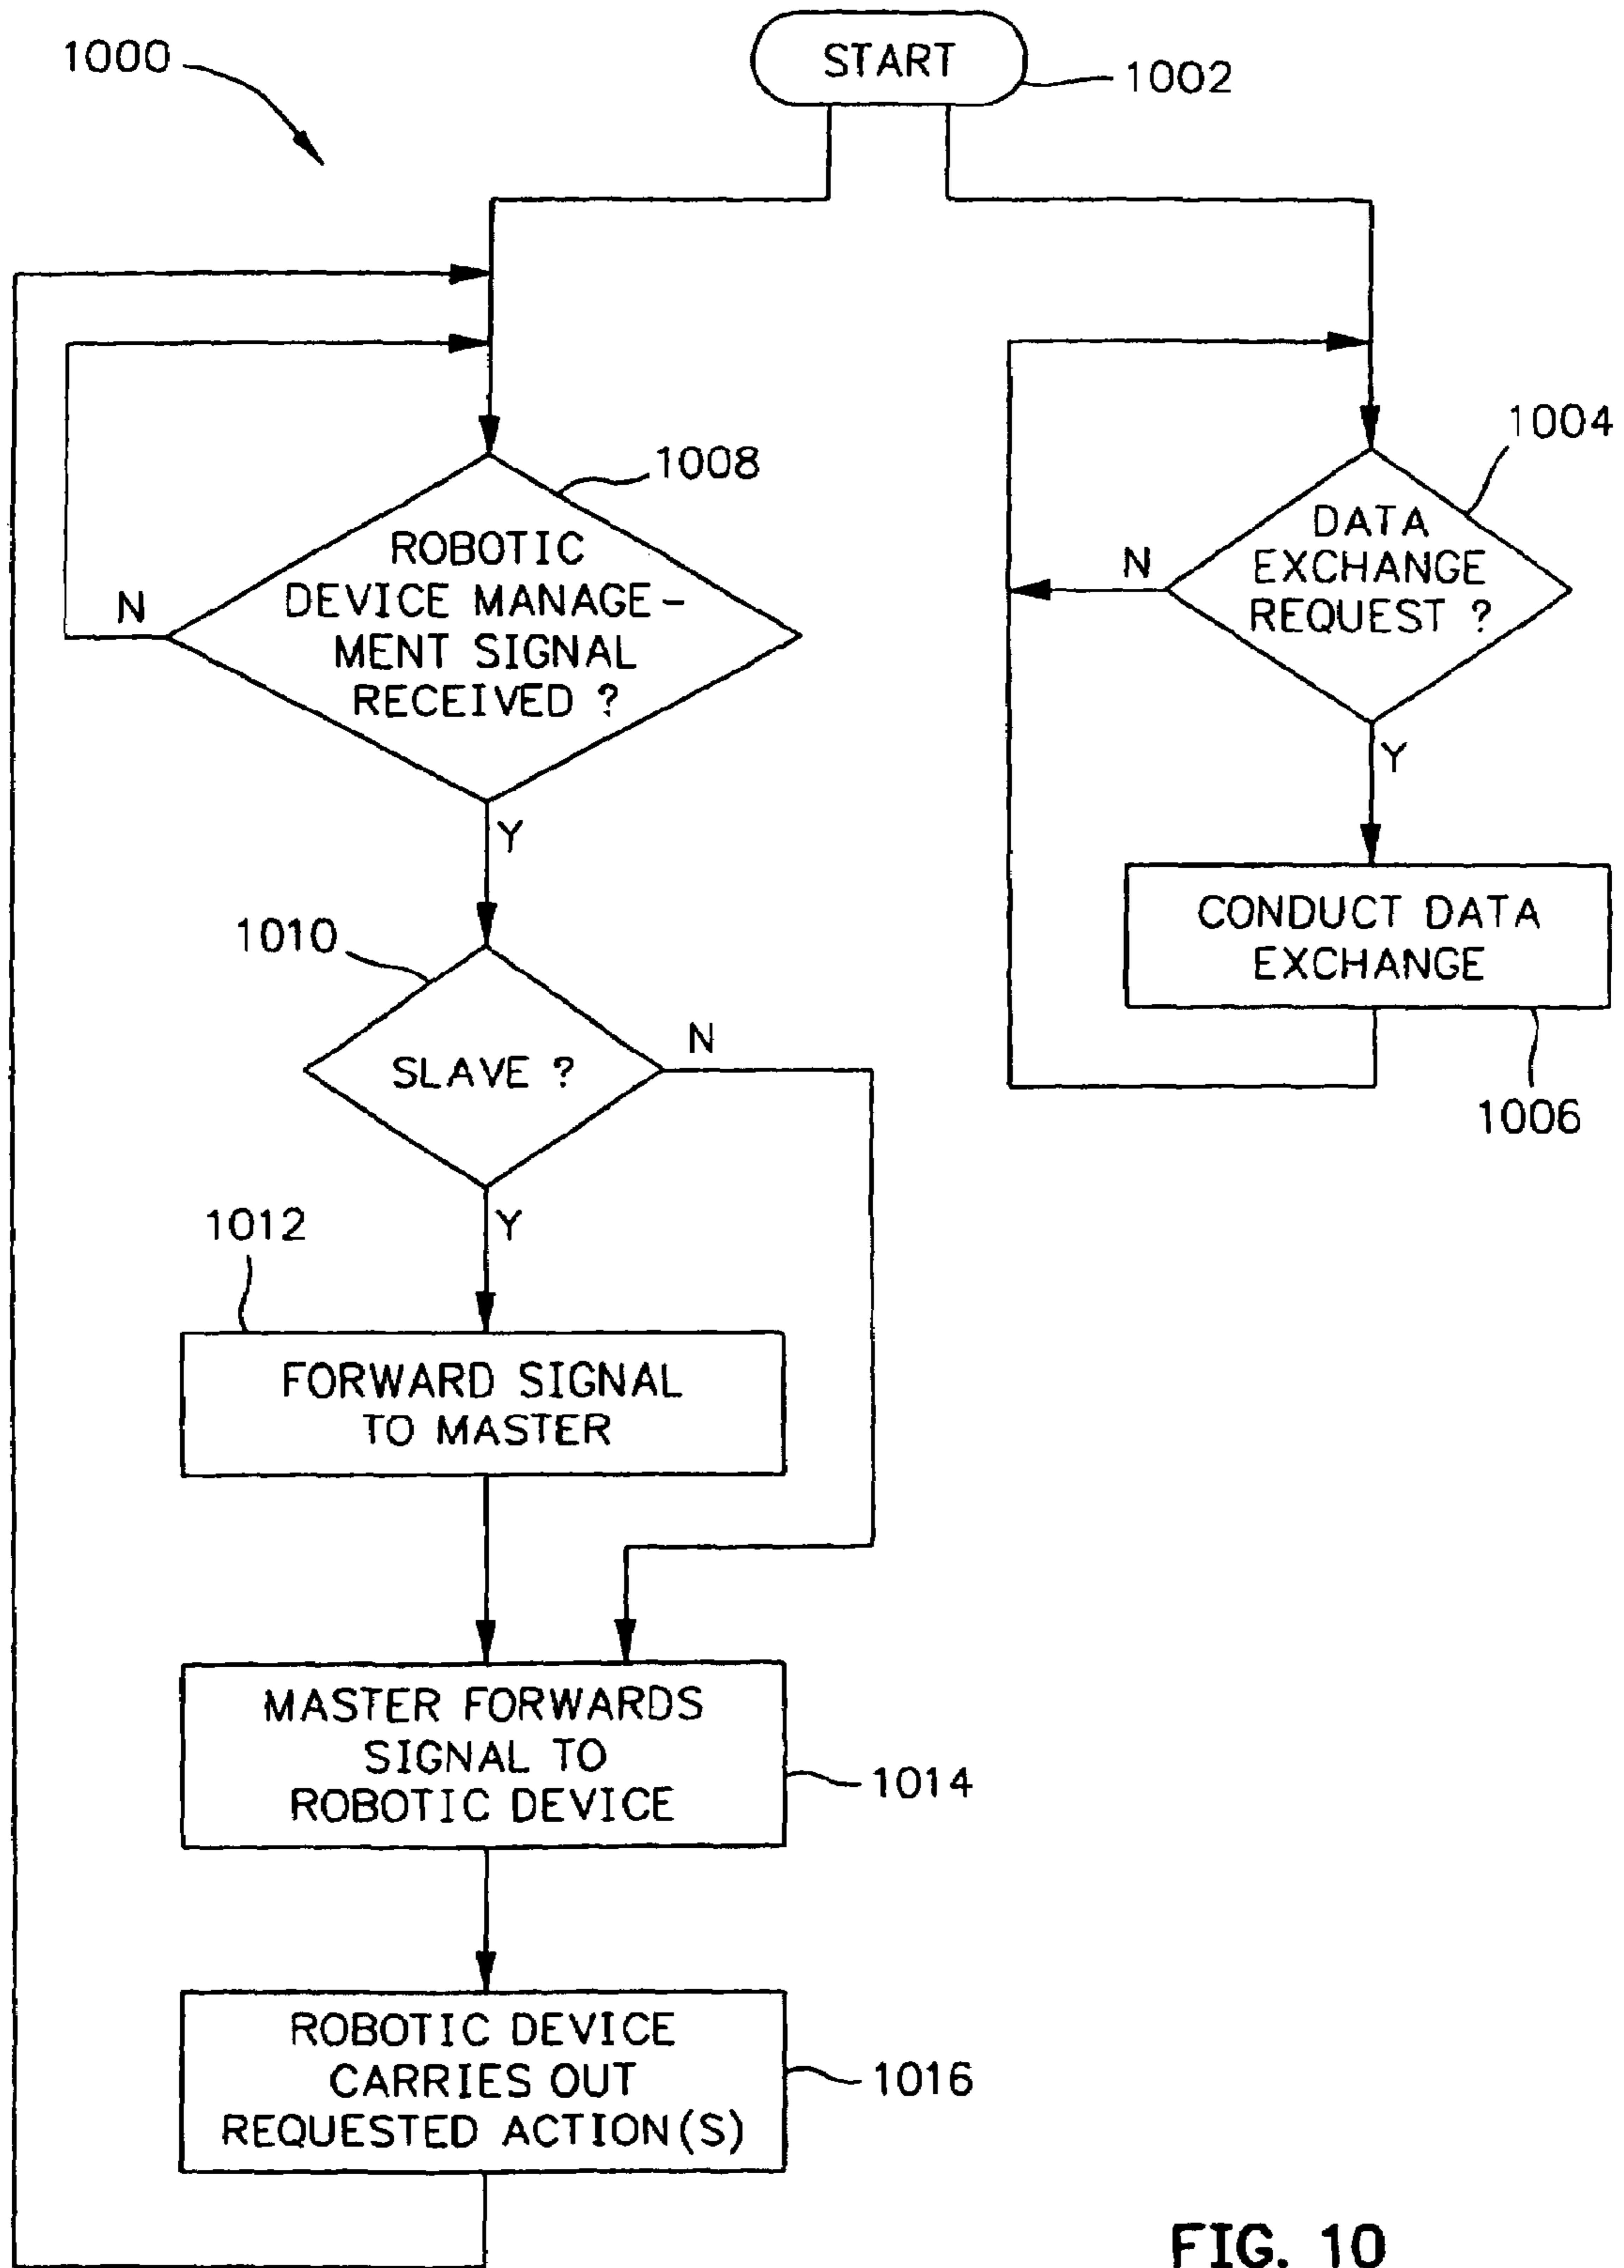 1000
START
1002
1008
ROBOTIC
DEVICE MANAGE-
MENT SIGNAL
RECEIVED ?
N
Y
1004
DATA
EXCHANGE
REQUEST ?
N
Y
CONDUCT DATA
EXCHANGE
1006
1010
SLAVE ?
N
Y
1012
FORWARD SIGNAL
TO MASTER
MASTER FORWARDS
SIGNAL TO
ROBOTIC DEVICE
1014
ROBOTIC DEVICE
CARRIES OUT
REQUESTED ACTION(S)
1016
FIG. 10